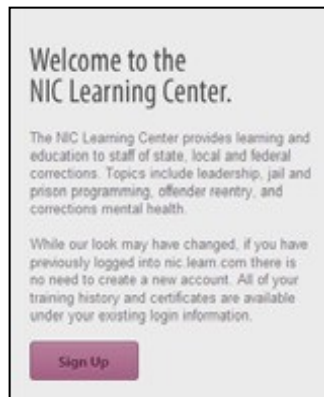 Welcome to the
NIC Learning Center.
The NIC Learning Center provides learning and
education to staff of state, local and federal
corrections. Topics include leadership, jail and
prison programming, offender reentry, and
corrections mental health.
While our look may have changed, if you have
previously logged into nic.learn.com there is
no need to create a new account. All of your
training history and certificates are available
under your existing login information.
Sign Up